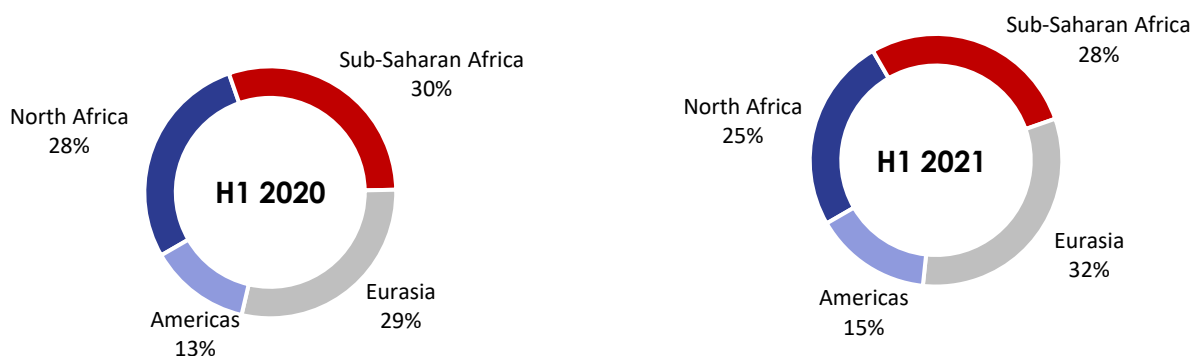 Sub-Saharan Africa
30%
North Africa
28%
H1 2020
Eurasia
29%
Americas
13%
Sub-Saharan Africa
28%
North Africa
25%
H1 2021
Eurasia
32%
Americas
15%